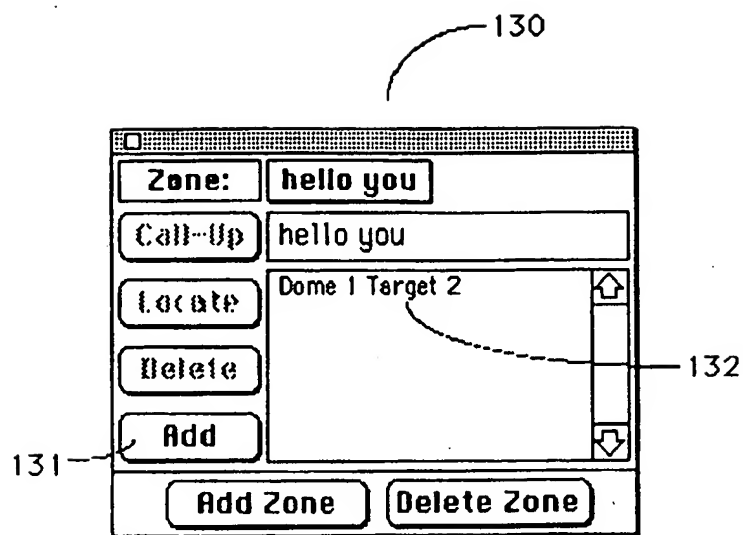 130
Zone: hello you
Call-Up hello you
Locate Dome 1 Target 2
Delete 132
131 Add
Add Zone Delete Zone